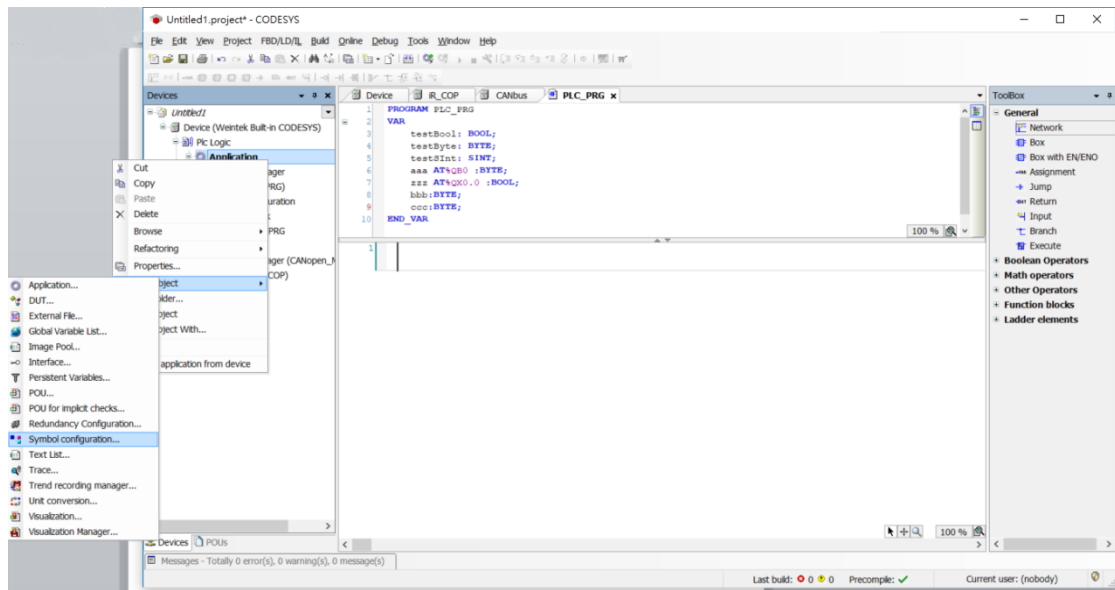 Untitled1.project* - CODESYS
File Edit View Project FBD/LD/IL Build Online Debug Tools Window Help
Devices
Untitled1
Device (Weintek Built-in CODESYS)
Plc Logic
Application
ager
RG)
uration
PRG
ager (CANopen_M
COP)
Cut
Copy
Paste
Delete
Browse
Refactoring
Properties...
bject
older...
bject
bject With...
application from device
Application...
DUT...
External File...
Global Variable List...
Image Pool...
Interface...
Persistent Variables...
POU...
POU for implicit checks...
Redundancy Configuration...
Symbol configuration...
Text List...
Trace...
Trend recording manager...
Unit conversion...
Visualization...
Visualization Manager...
Devices POUs
Device iR_COP CANbus PLC_PRG
1 PROGRAM PLC_PRG
2 VAR
3 testBool: BOOL;
4 testByte: BYTE;
5 testSInt: SINT;
6 aaa AT%QB0 :BYTE;
7 zzz AT%QX0.0 :BOOL;
8 bbb:BYTE;
9 ccc:BYTE;
10 END_VAR
100 %
1
100 %
ToolBox
General
Network
Box
Box with EN/ENO
Assignment
Jump
Return
Input
Branch
Execute
Boolean Operators
Math operators
Other Operators
Function blocks
Ladder elements
Messages - Totally 0 error(s), 0 warning(s), 0 message(s)
Last build: 0 0 Precompile: Current user: (nobody)